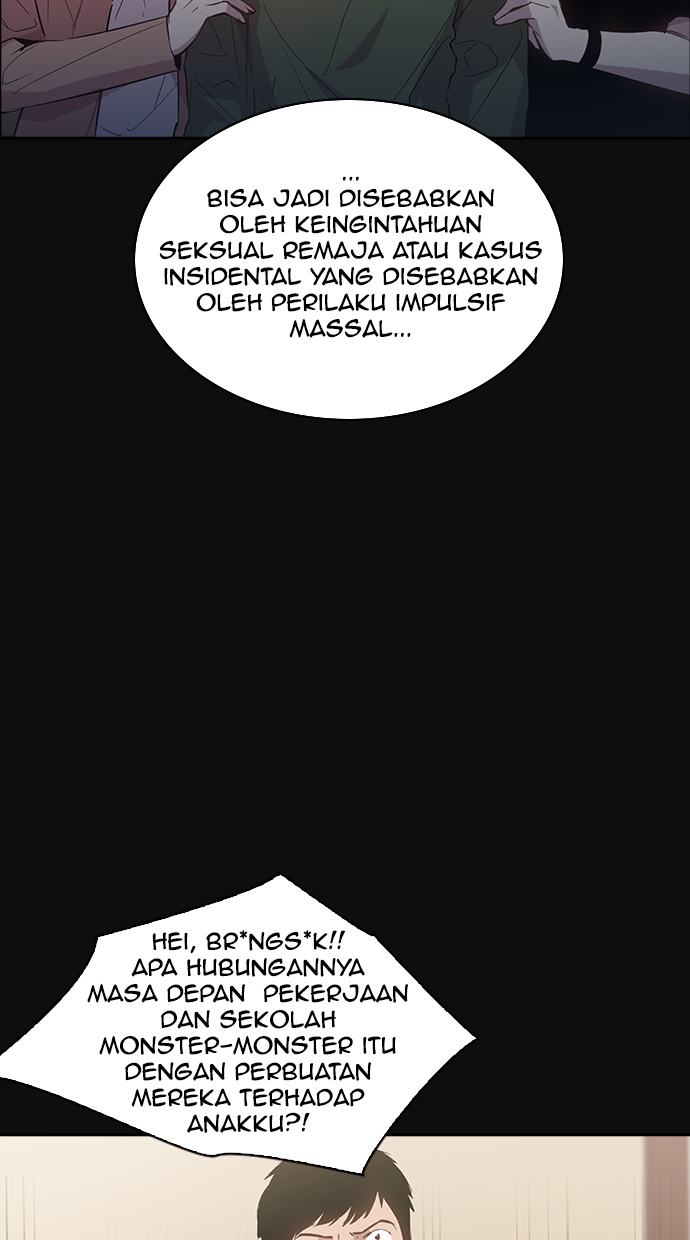 ...
BISA JADI DISEBABKAN
OLEH KEINGINTAHUAN
SEKSUAL REMAJA ATAU KASUS
INSIDENTAL YANG DISEBABKAN
OLEH PERILAKU IMPULSIF
MASSAL...
HEI, BR*NGS*K!!
APA HUBUNGANNYA
MASA DEPAN PEKERJAAN
DAN SEKOLAH
MONSTER-MONSTER ITU
DENGAN PERBUATAN
MEREKA TERHADAP
ANAKKU?!